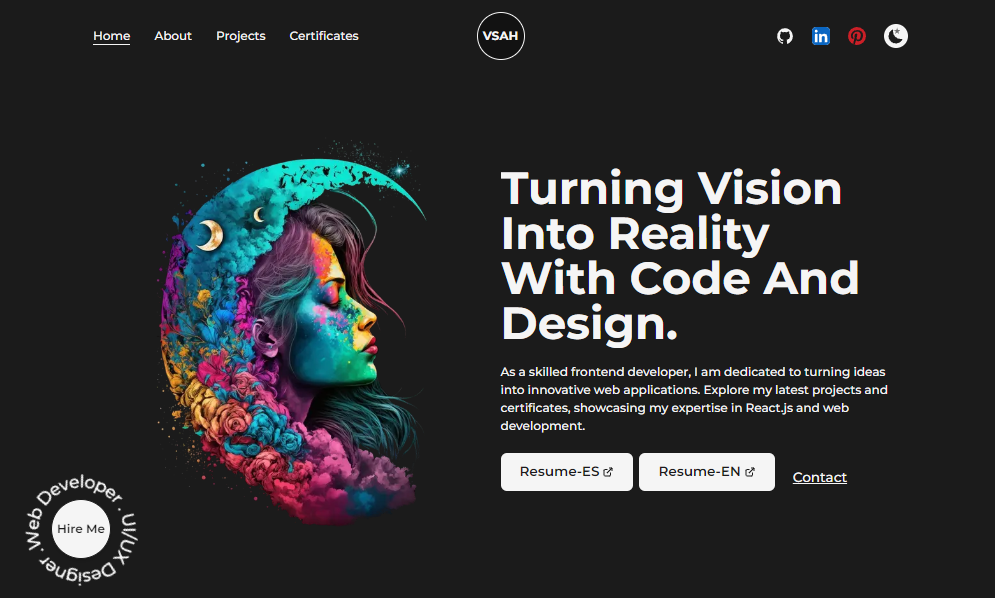 Home
About
Projects
Certificates
VSAH
in
Turning Vision
Into Reality
With Code And
Design.
As a skilled frontend developer, I am dedicated to turning ideas
into innovative web applications. Explore my latest projects and
certificates, showcasing my expertise in React.js and web
development.
Resume-ES
Resume-EN
Contact
Web Developer . UI/UX Designer .
Hire Me